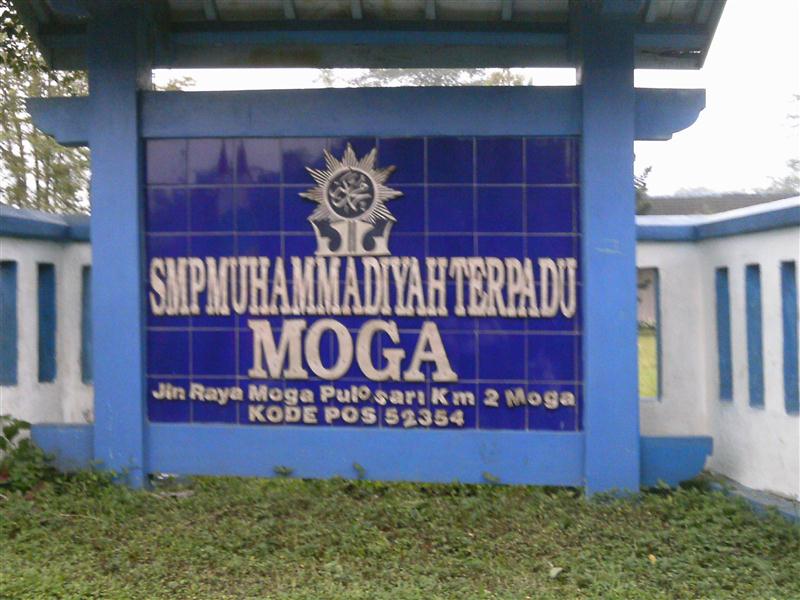 SMP MUHAMMADIYAH TERPADU
MOGA
Jln Raya Moga Pulosari Km 2 Moga
KODE POS 52354